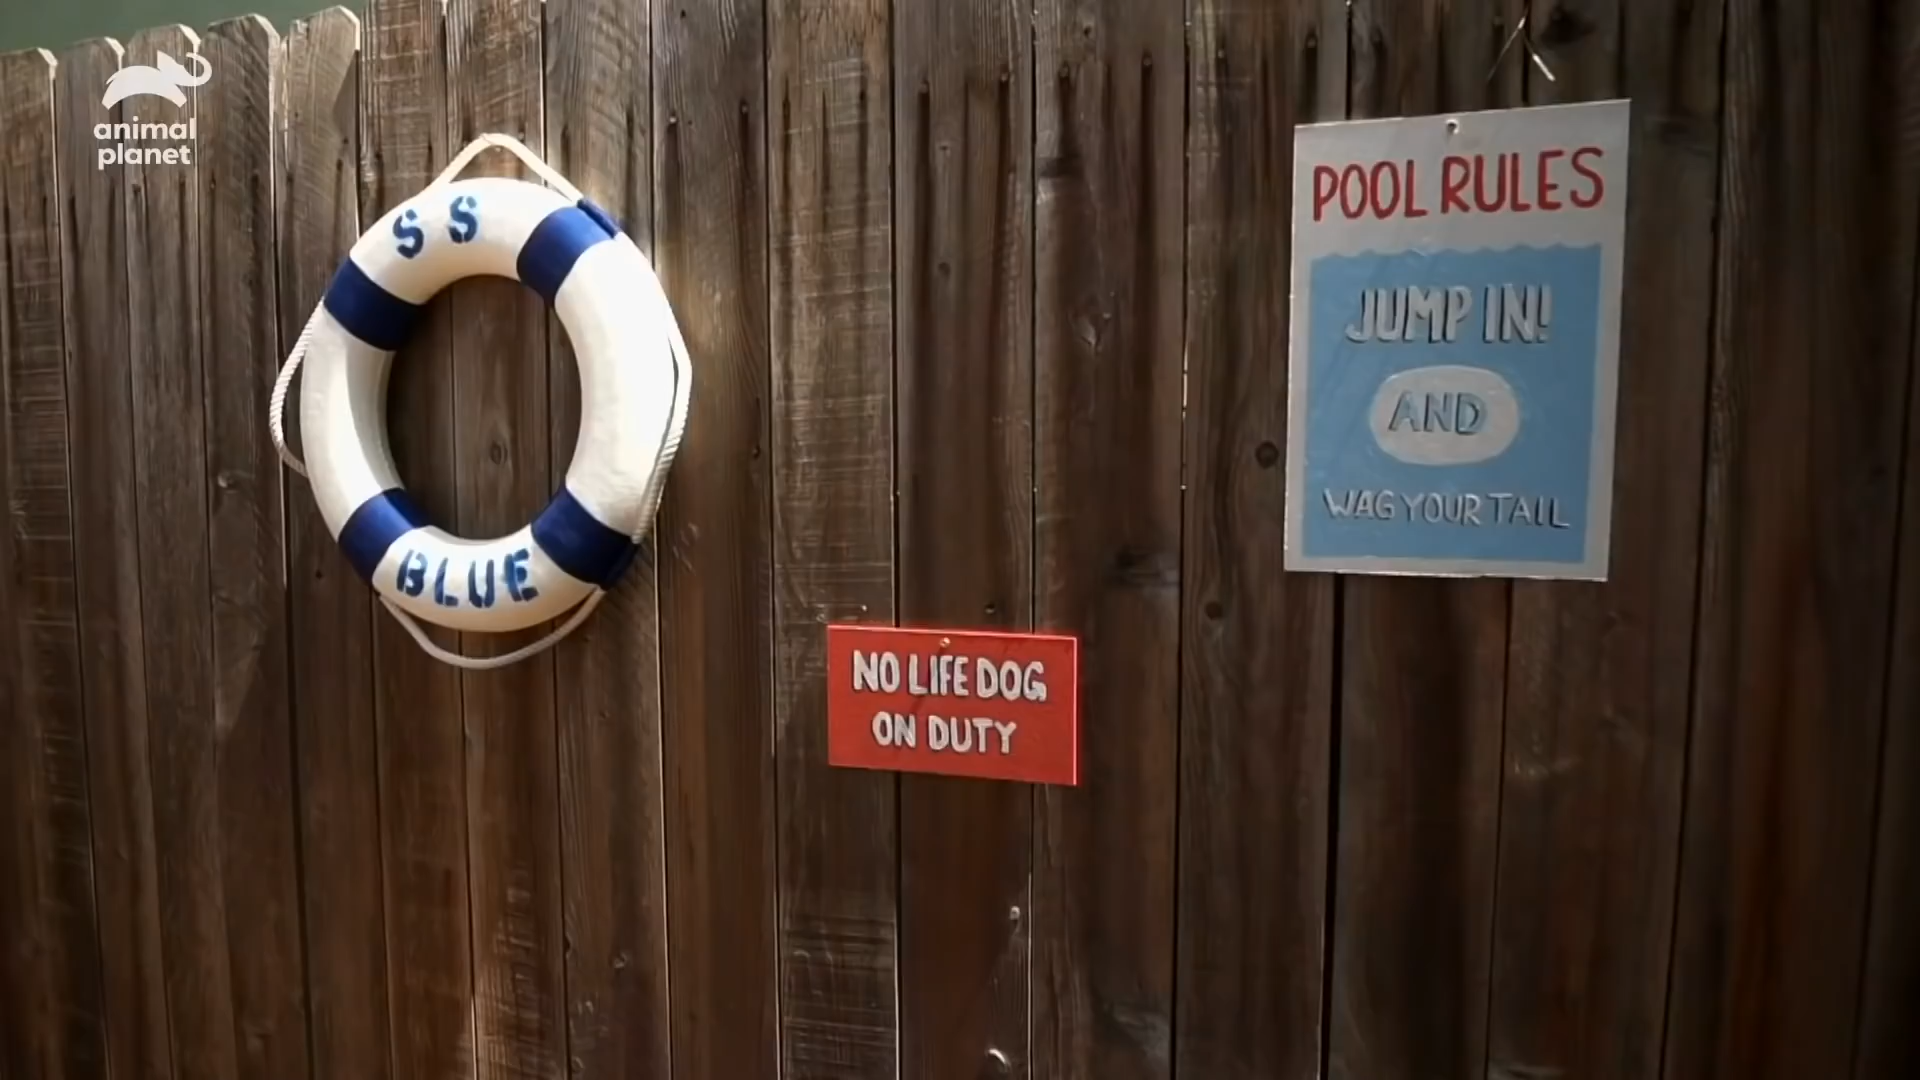 animal
planet
S S
BLUE
NO LIFE DOG
ON DUTY
POOL RULES
JUMP IN!
AND
WAG YOUR TAIL